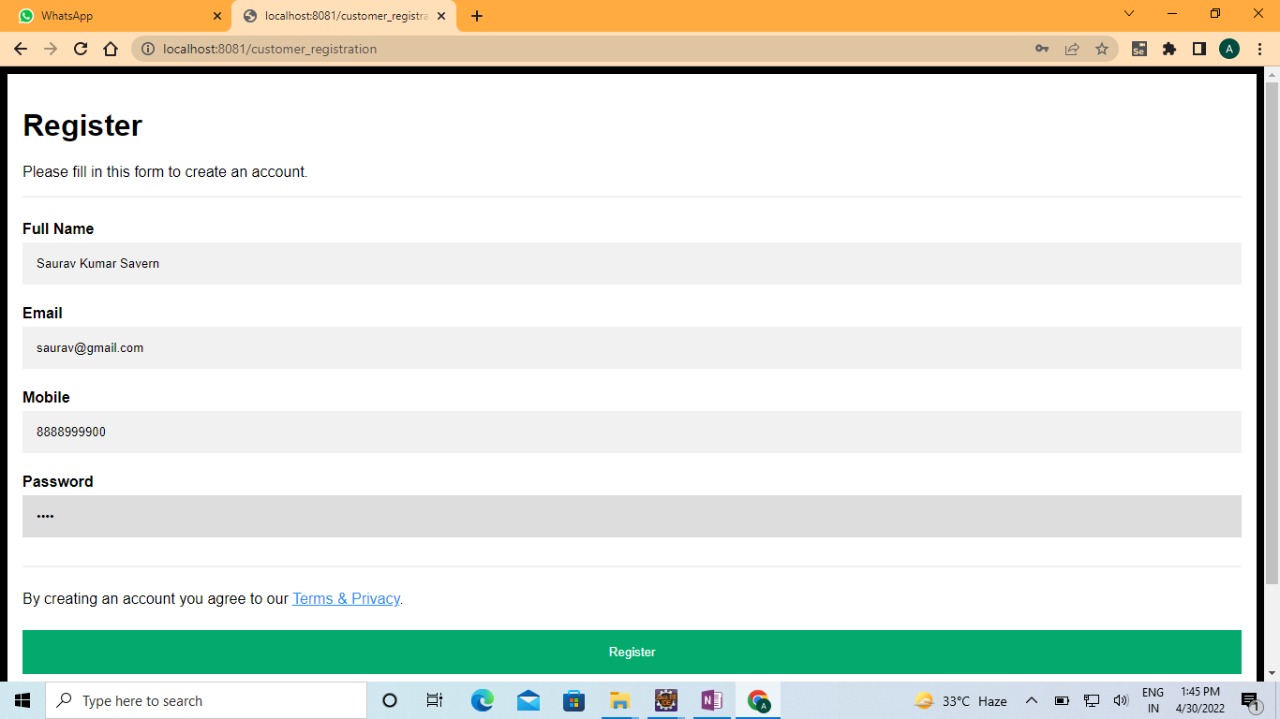 WhatsApp
localhost:8081/customer_registra
localhost:8081/customer_registration
Se
A
Register
Please fill in this form to create an account.
Full Name
Saurav Kumar Savern
Email
saurav@gmail.com
Mobile
8888999900
Password
••••
By creating an account you agree to our Terms & Privacy.
Register
Type here to search
33°C Haze
ENG
IN
1:45 PM
4/30/2022
1